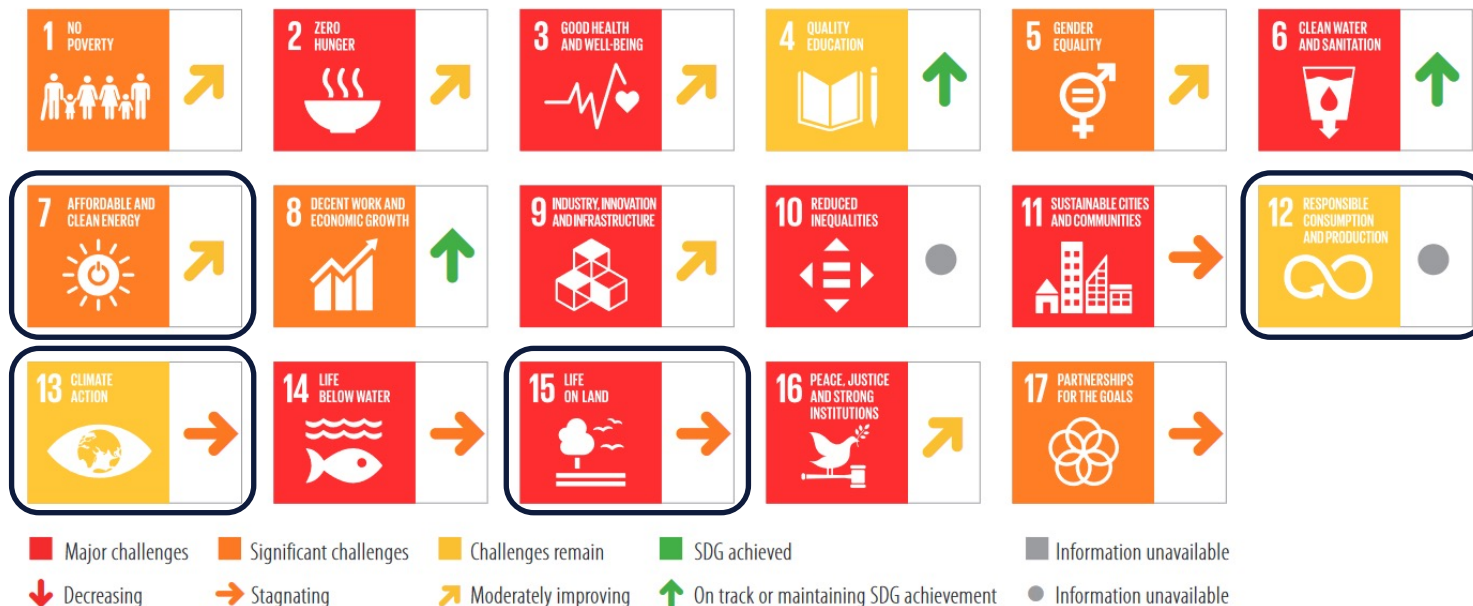 1 NO POVERTY
2 ZERO HUNGER
3 GOOD HEALTH AND WELL-BEING
4 QUALITY EDUCATION
5 GENDER EQUALITY
6 CLEAN WATER AND SANITATION
7 AFFORDABLE AND CLEAN ENERGY
8 DECENT WORK AND ECONOMIC GROWTH
9 INDUSTRY, INNOVATION AND INFRASTRUCTURE
10 REDUCED INEQUALITIES
11 SUSTAINABLE CITIES AND COMMUNITIES
12 RESPONSIBLE CONSUMPTION AND PRODUCTION
13 CLIMATE ACTION
14 LIFE BELOW WATER
15 LIFE ON LAND
16 PEACE, JUSTICE AND STRONG INSTITUTIONS
17 PARTNERSHIPS FOR THE GOALS
Major challenges Significant challenges Challenges remain SDG achieved Information unavailable
Decreasing Stagnating Moderately improving On track or maintaining SDG achievement Information unavailable